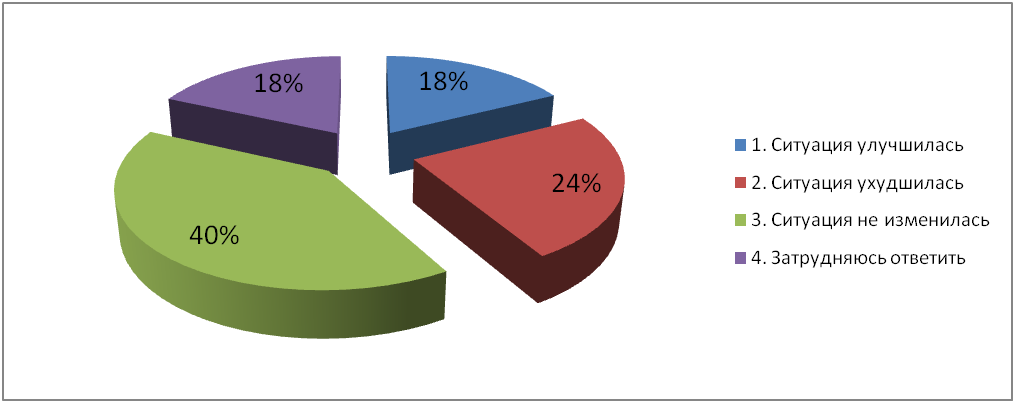 18%
18%
24%
40%
1. Ситуация улучшилась
2. Ситуация ухудшилась
3. Ситуация не изменилась
4. Затрудняюсь ответить